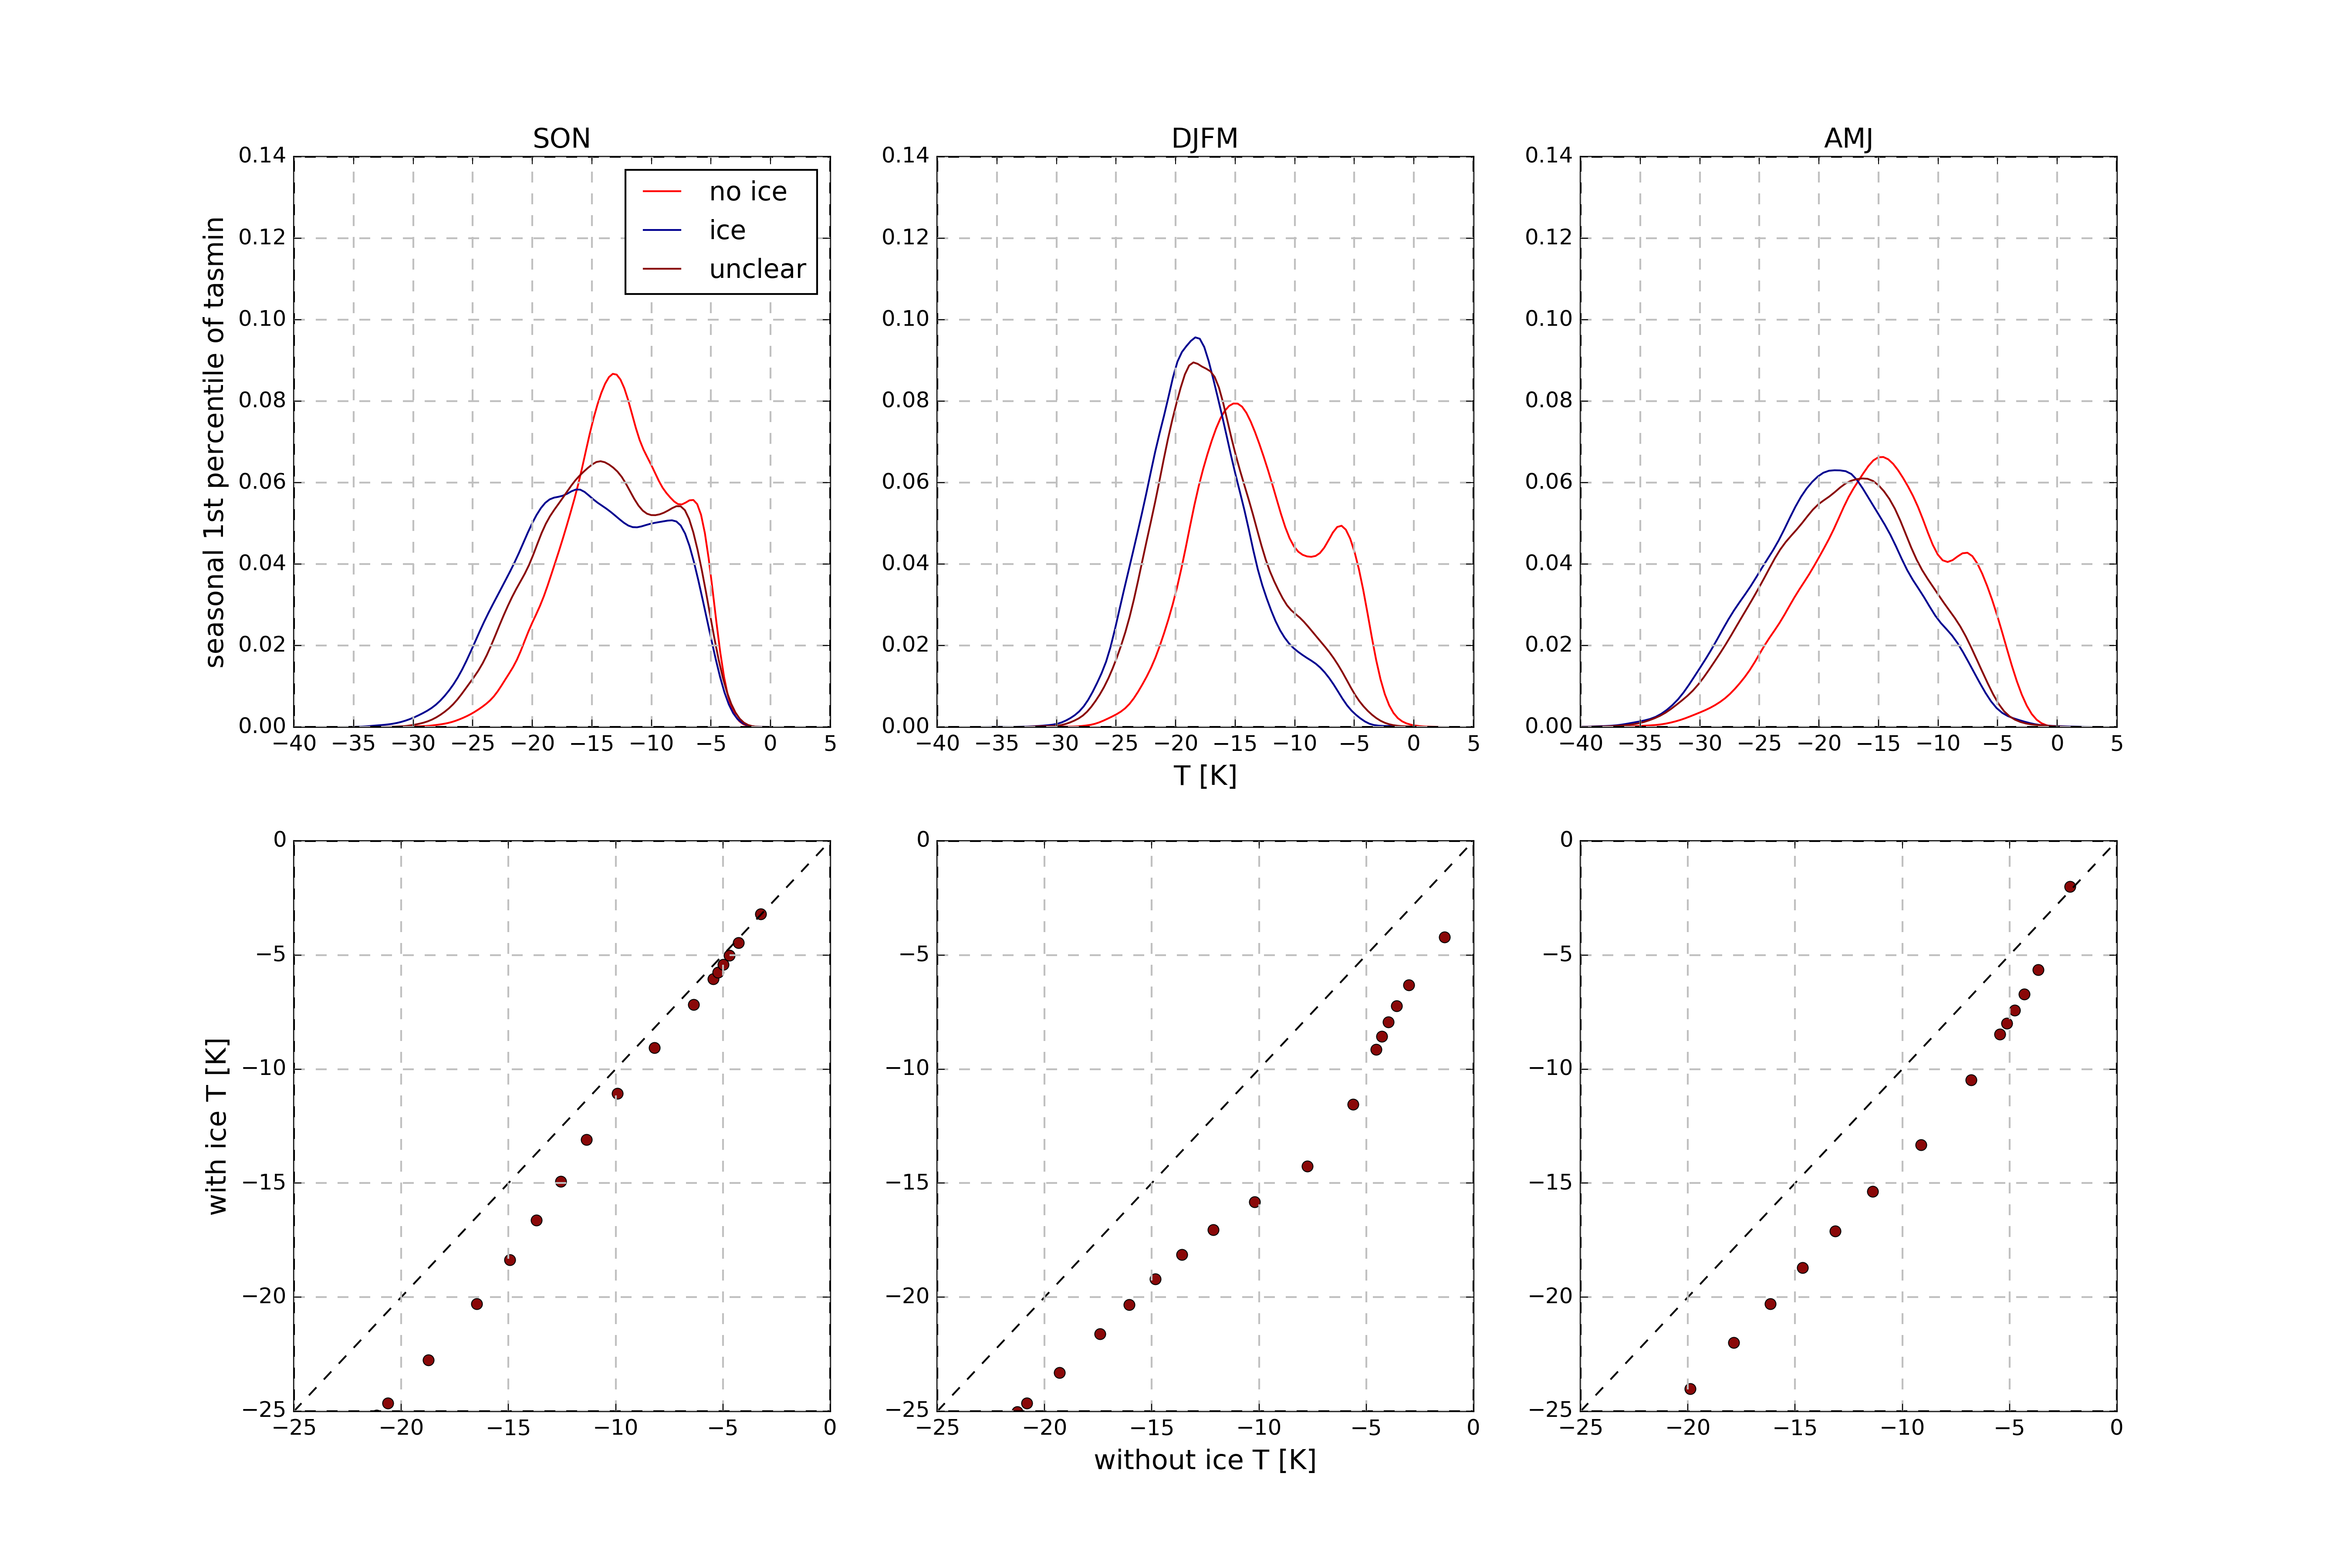 SON DJFM AMJ
0.14 0.14 0.14
no ice
0.12 0.12 0.12
ice
unclear
0.10 0.10 0.10
0.08 0.08 0.08
0.06 0.06 0.06
0.04 0.04 0.04
0.02 0.02 0.02
0.00 0.00 0.00
seasonal 1st percentile of tasmin
−40 −35 −30 −25 −20 −15 −10 −5 0 5 −40 −35 −30 −25 −20 −15 −10 −5 0 5 −40 −35 −30 −25 −20 −15 −10 −5 0 5
T [K]
0 0 0
−5 −5 −5
−10 −10 −10
−15 −15 −15
−20 −20 −20
−25 −25 −25
with ice T [K]
−25 −20 −15 −10 −5 0 −25 −20 −15 −10 −5 0 −25 −20 −15 −10 −5 0
without ice T [K]